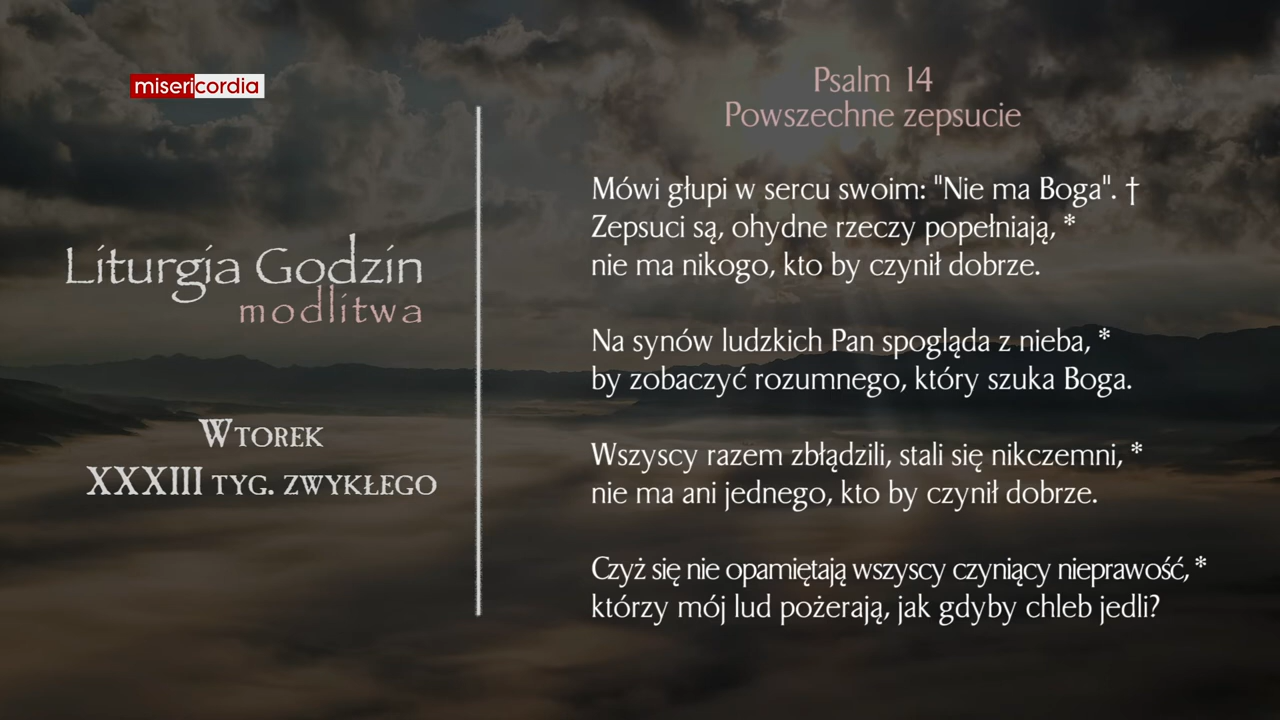 misericordia
Liturgia Godzin
modlitwa
Wtorek
XXXIII tyg. zwykłego
Psalm 14
Powszechne zepsucie
Mówi głupi w sercu swoim: "Nie ma Boga". †
Zepsuci są, ohydne rzeczy popełniają, *
nie ma nikogo, kto by czynił dobrze.
Na synów ludzkich Pan spogląda z nieba, *
by zobaczyć rozumnego, który szuka Boga.
Wszyscy razem zbłądzili, stali się nikczemni, *
nie ma ani jednego, kto by czynił dobrze.
Czyż się nie opamiętają wszyscy czyniący nieprawość, *
którzy mój lud pożerają, jak gdyby chleb jedli?